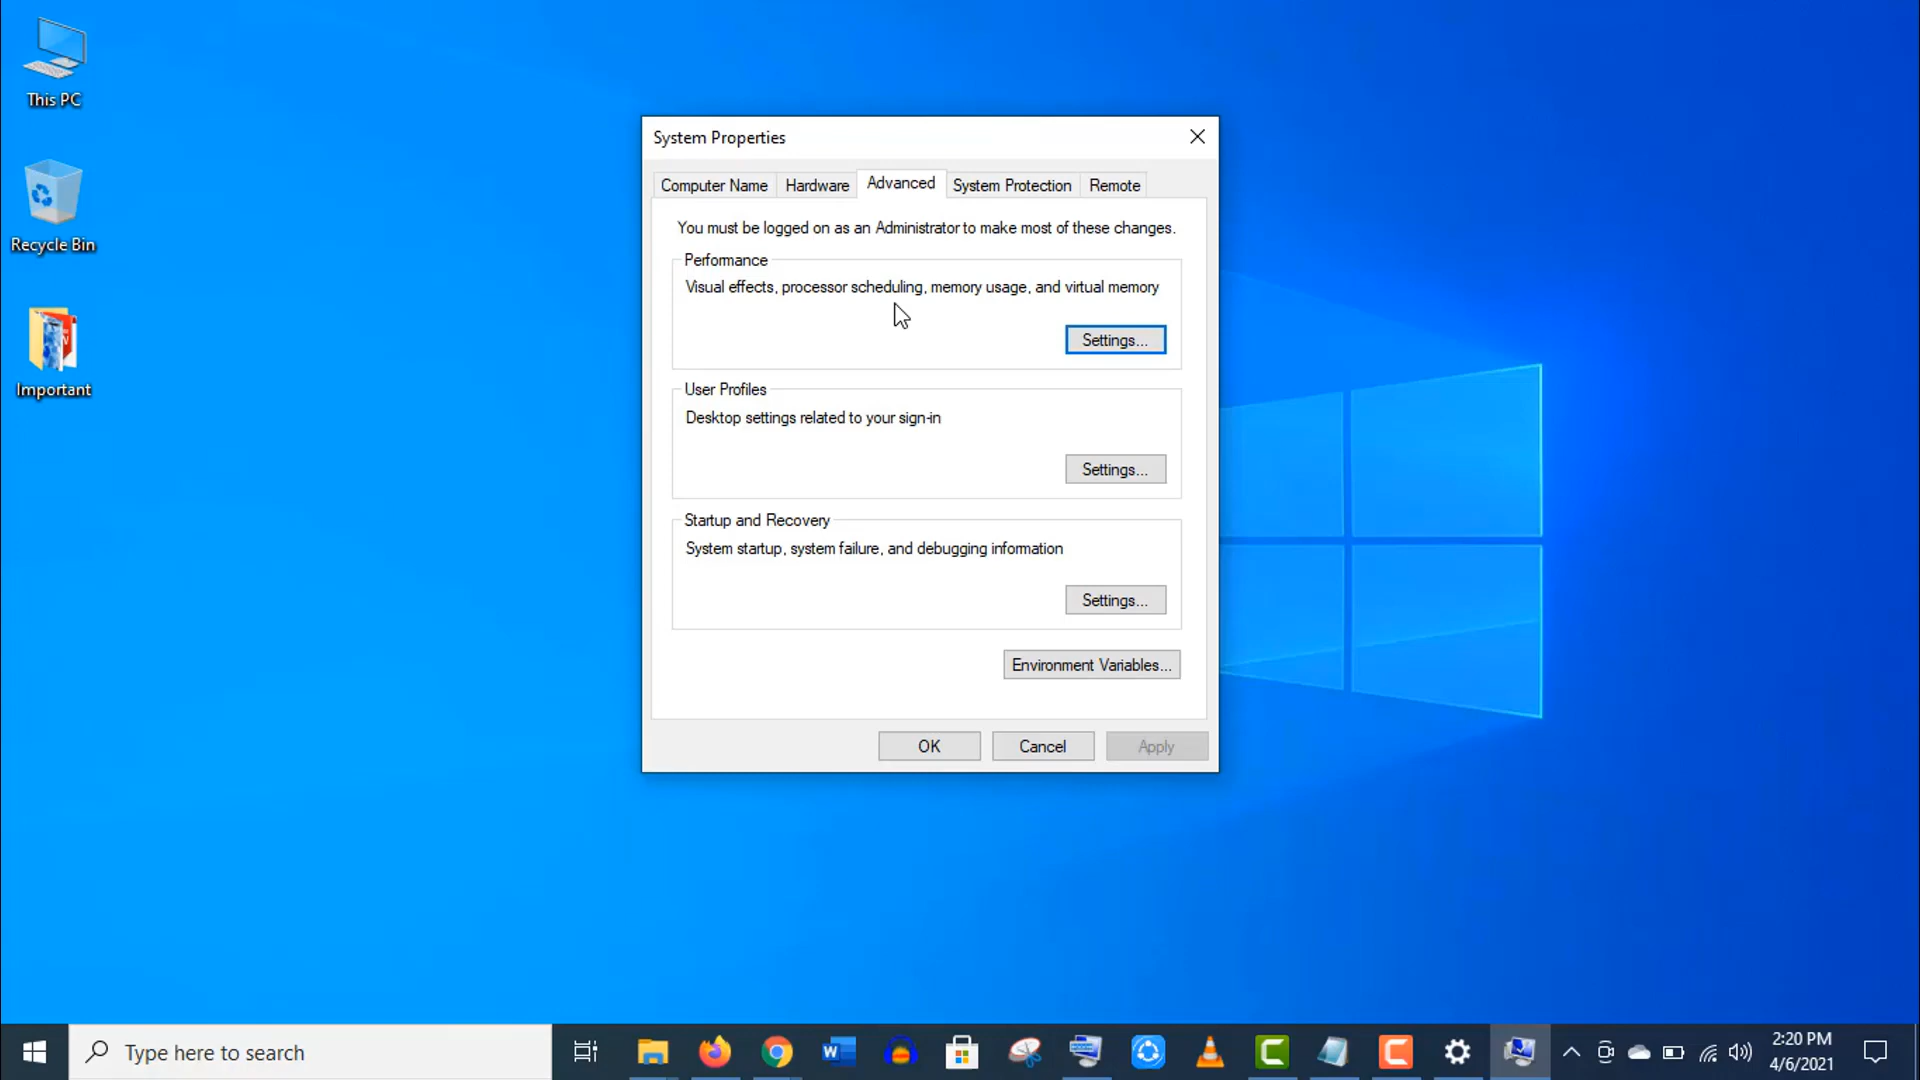 This PC
Recycle Bin
Important
System Properties
Computer Name
Hardware
Advanced
System Protection
Remote
You must be logged on as an Administrator to make most of these changes.
Performance
Visual effects, processor scheduling, memory usage, and virtual memory
Settings...
User Profiles
Desktop settings related to your sign-in
Settings...
Startup and Recovery
System startup, system failure, and debugging information
Settings...
Environment Variables...
OK
Cancel
Apply
Type here to search
2:20 PM
4/6/2021